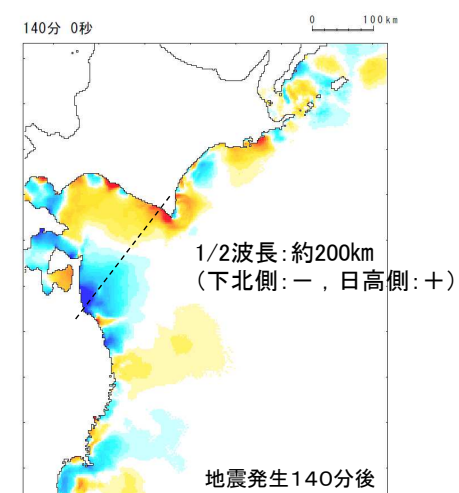 140分 0秒
0 100km
1/2波長:約200km
(下北側:－，日高側:＋)
地震発生140分後